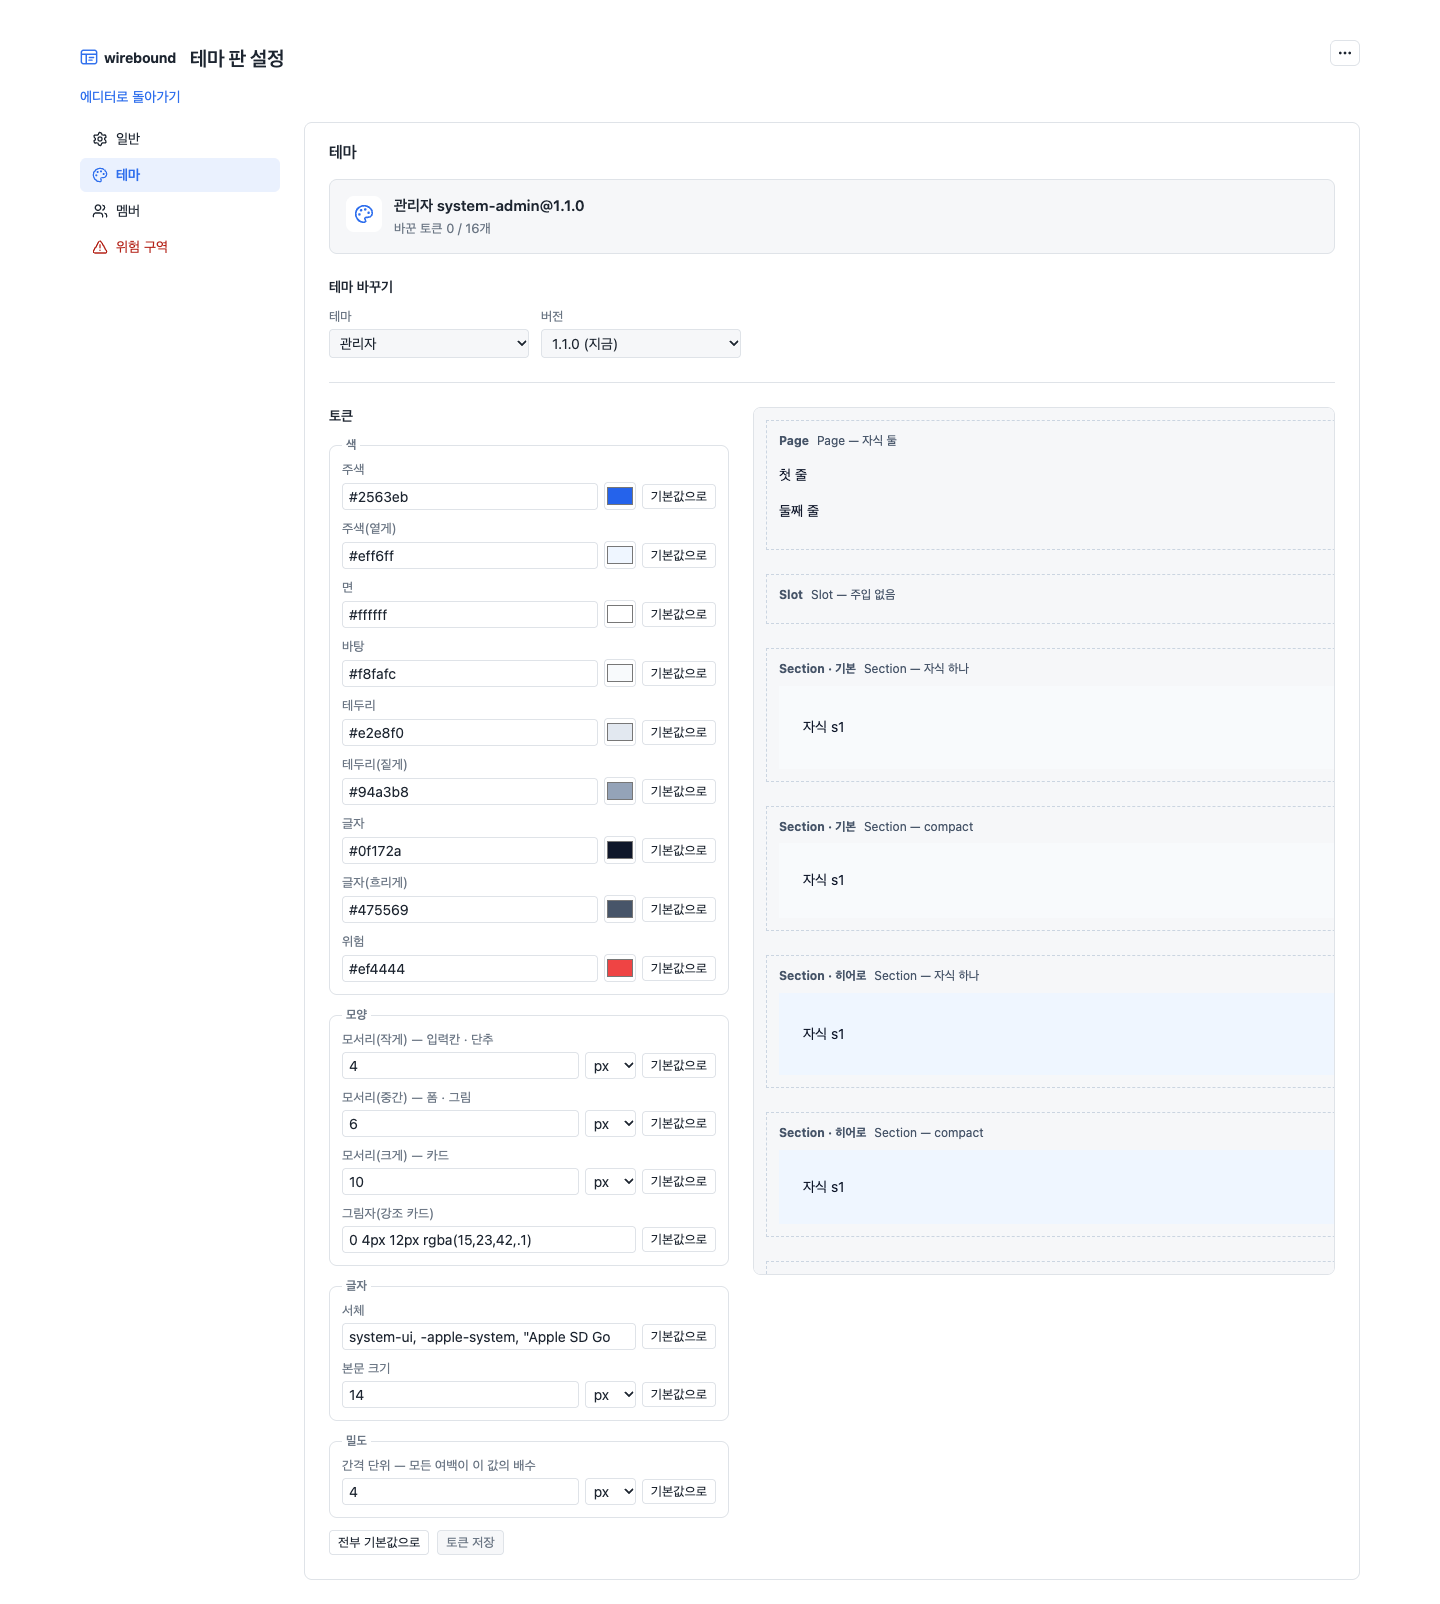 wirebound 테마 판 설정
에디터로 돌아가기
일반
테마
멤버
위험 구역
테마
관리자 system-admin@1.1.0
바꾼 토큰 0 / 16개
테마 바꾸기
테마 버전
관리자 1.1.0 (지금)
토큰
색
주색
#2563eb 기본값으로
주색(옅게)
#eff6ff 기본값으로
면
#ffffff 기본값으로
바탕
#f8fafc 기본값으로
테두리
#e2e8f0 기본값으로
테두리(짙게)
#94a3b8 기본값으로
글자
#0f172a 기본값으로
글자(흐리게)
#475569 기본값으로
위험
#ef4444 기본값으로
모양
모서리(작게) — 입력칸 · 단추
4 px 기본값으로
모서리(중간) — 폼 · 그림
6 px 기본값으로
모서리(크게) — 카드
10 px 기본값으로
그림자(강조 카드)
0 4px 12px rgba(15,23,42,.1) 기본값으로
글자
서체
system-ui, -apple-system, "Apple SD Go 기본값으로
본문 크기
14 px 기본값으로
밀도
간격 단위 — 모든 여백이 이 값의 배수
4 px 기본값으로
전부 기본값으로 토큰 저장
Page Page — 자식 둘
첫 줄
둘째 줄
Slot Slot — 주입 없음
Section · 기본 Section — 자식 하나
자식 s1
Section · 기본 Section — compact
자식 s1
Section · 히어로 Section — 자식 하나
자식 s1
Section · 히어로 Section — compact
자식 s1